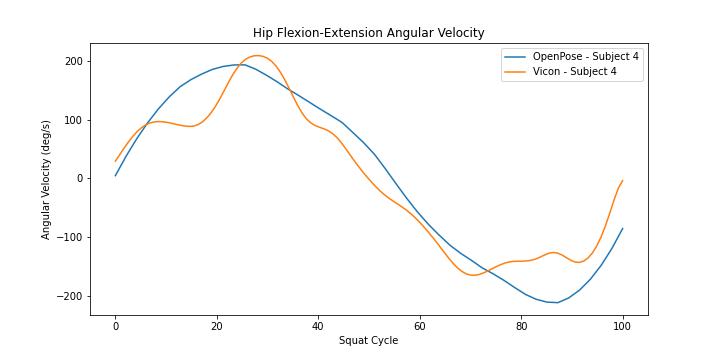 Hip Flexion-Extension Angular Velocity
OpenPose - Subject 4
Vicon - Subject 4
Angular Velocity (deg/s)
200
100
0
−100
−200
0 20 40 60 80 100
Squat Cycle